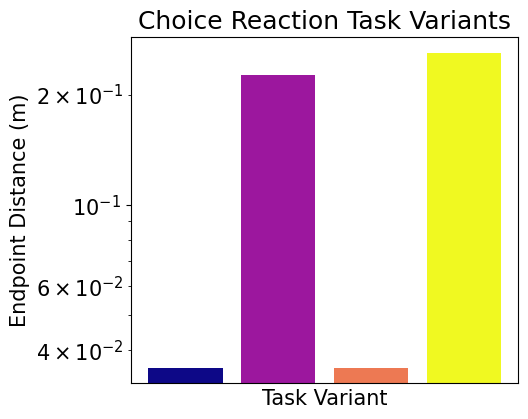 Choice Reaction Task Variants
Endpoint Distance (m)
2 × 10⁻¹
10⁻¹
6 × 10⁻²
4 × 10⁻²
Task Variant